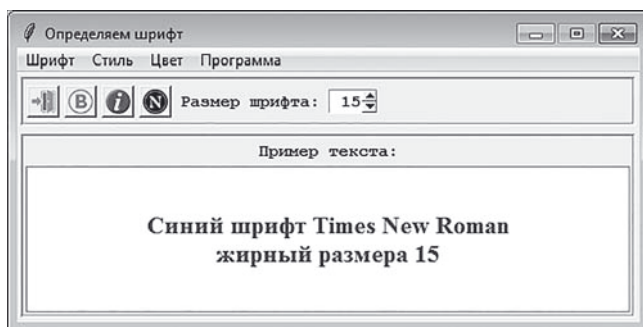 Определяем шрифт
Шрифт Стиль Цвет Программа
B i N Размер шрифта: 15
Пример текста:
Синий шрифт Times New Roman
жирный размера 15